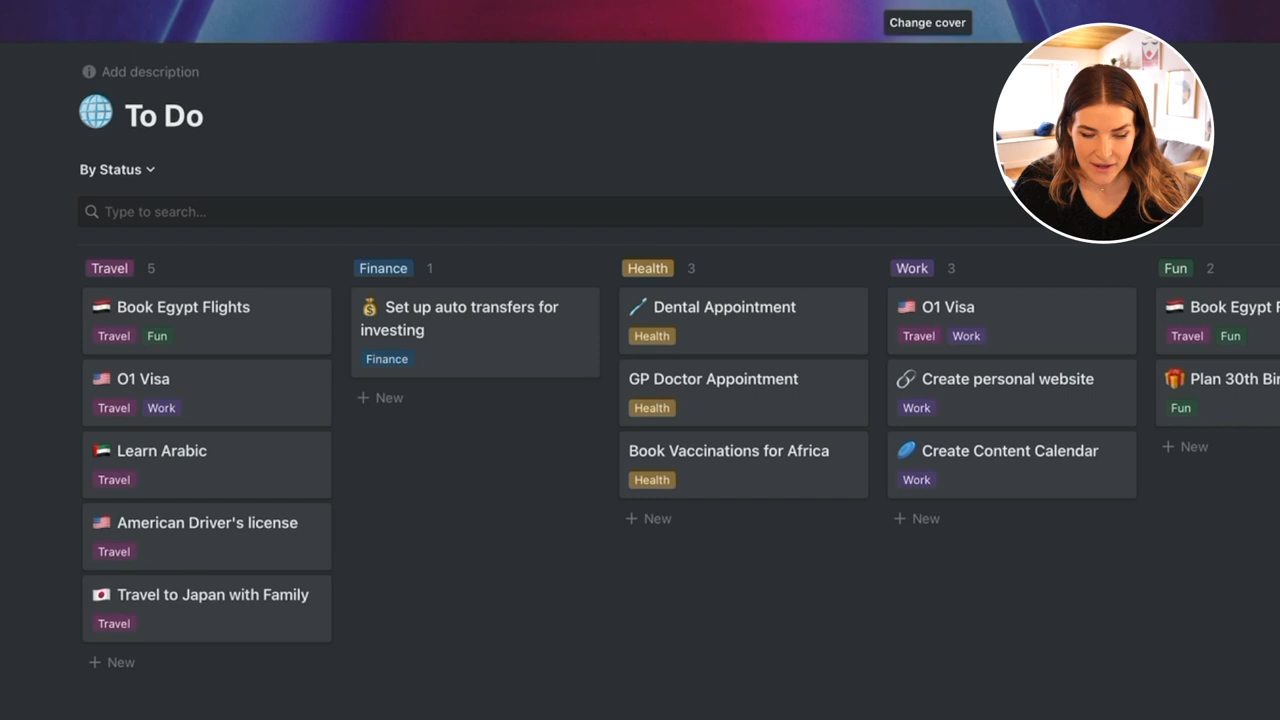 Change cover
Add description
To Do
By Status
Type to search...
Travel 5
Book Egypt Flights
Travel Fun
O1 Visa
Travel Work
Learn Arabic
Travel
American Driver's license
Travel
Travel to Japan with Family
Travel
+ New
Finance 1
Set up auto transfers for
investing
Finance
+ New
Health 3
Dental Appointment
Health
GP Doctor Appointment
Health
Book Vaccinations for Africa
Health
+ New
Work 3
O1 Visa
Travel Work
Create personal website
Work
Create Content Calendar
Work
+ New
Fun 2
Book Egypt F
Travel Fun
Plan 30th Bir
Fun
+ New